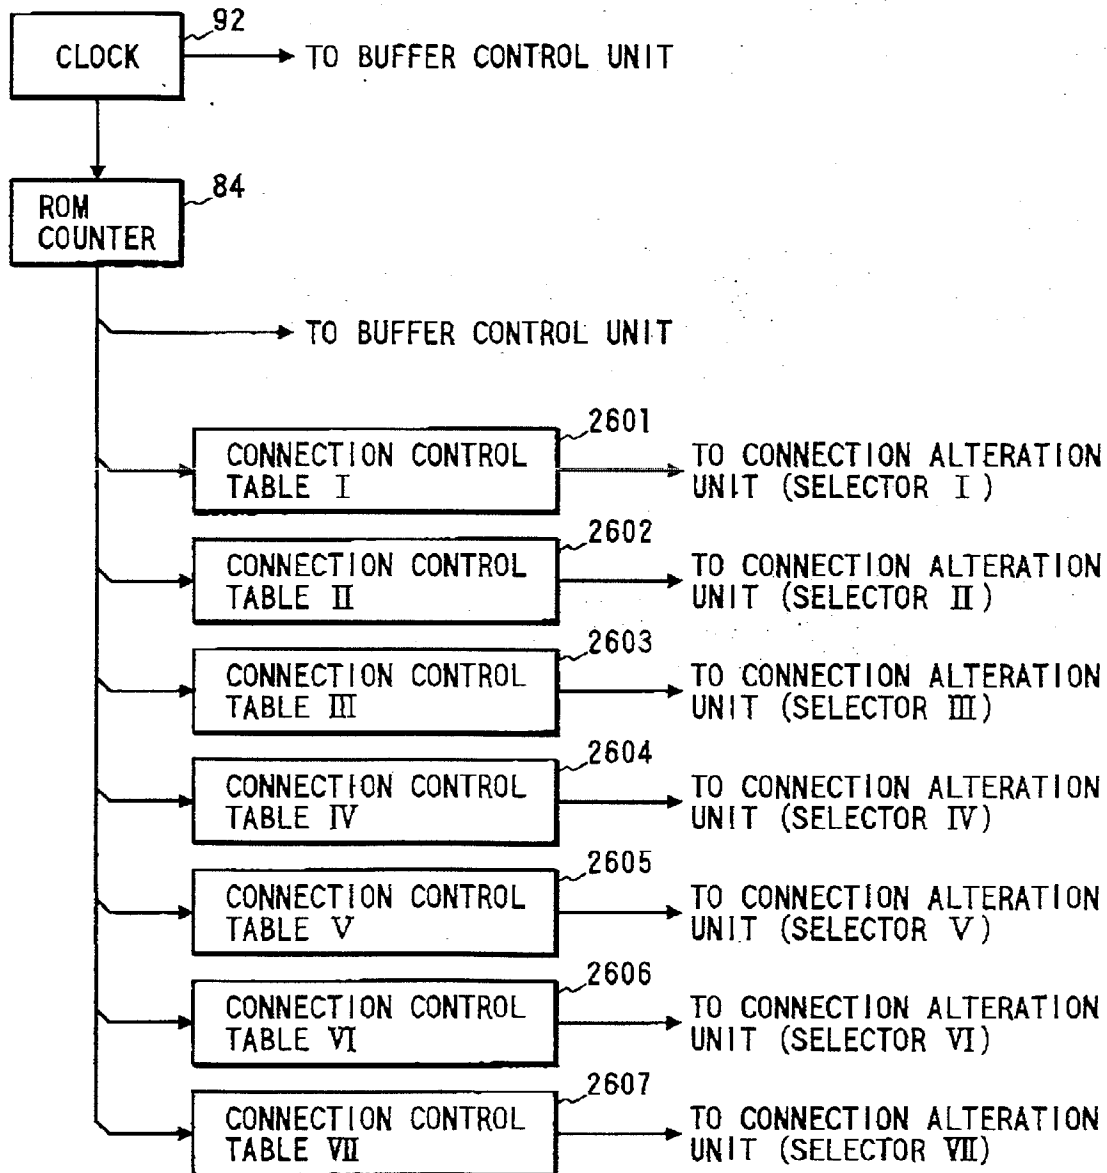 92
CLOCK
TO BUFFER CONTROL UNIT
84
ROM
COUNTER
TO BUFFER CONTROL UNIT
2601
CONNECTION CONTROL
TABLE I
TO CONNECTION ALTERATION
UNIT (SELECTOR I)
2602
CONNECTION CONTROL
TABLE II
TO CONNECTION ALTERATION
UNIT (SELECTOR II)
2603
CONNECTION CONTROL
TABLE III
TO CONNECTION ALTERATION
UNIT (SELECTOR III)
2604
CONNECTION CONTROL
TABLE IV
TO CONNECTION ALTERATION
UNIT (SELECTOR IV)
2605
CONNECTION CONTROL
TABLE V
TO CONNECTION ALTERATION
UNIT (SELECTOR V)
2606
CONNECTION CONTROL
TABLE VI
TO CONNECTION ALTERATION
UNIT (SELECTOR VI)
2607
CONNECTION CONTROL
TABLE VII
TO CONNECTION ALTERATION
UNIT (SELECTOR VII)